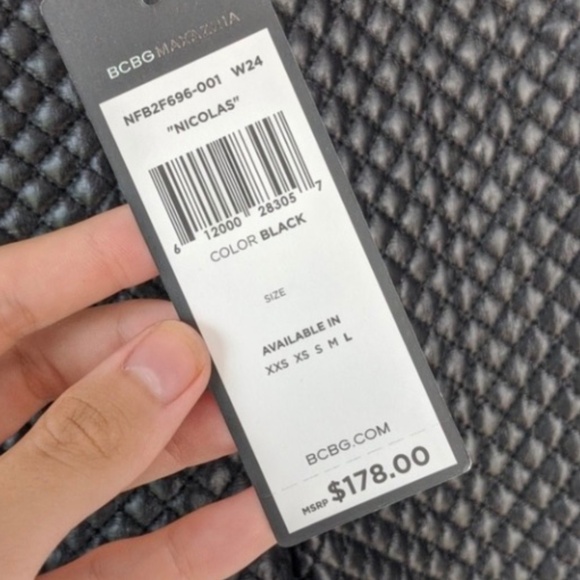 BCBGMAXAZRIA
NFB2F696-001 W24
"NICOLAS"
6 12000 28305 7
COLOR BLACK
SIZE
AVAILABLE IN
XXS XS S M L
BCBG.COM
MSRP $178.00